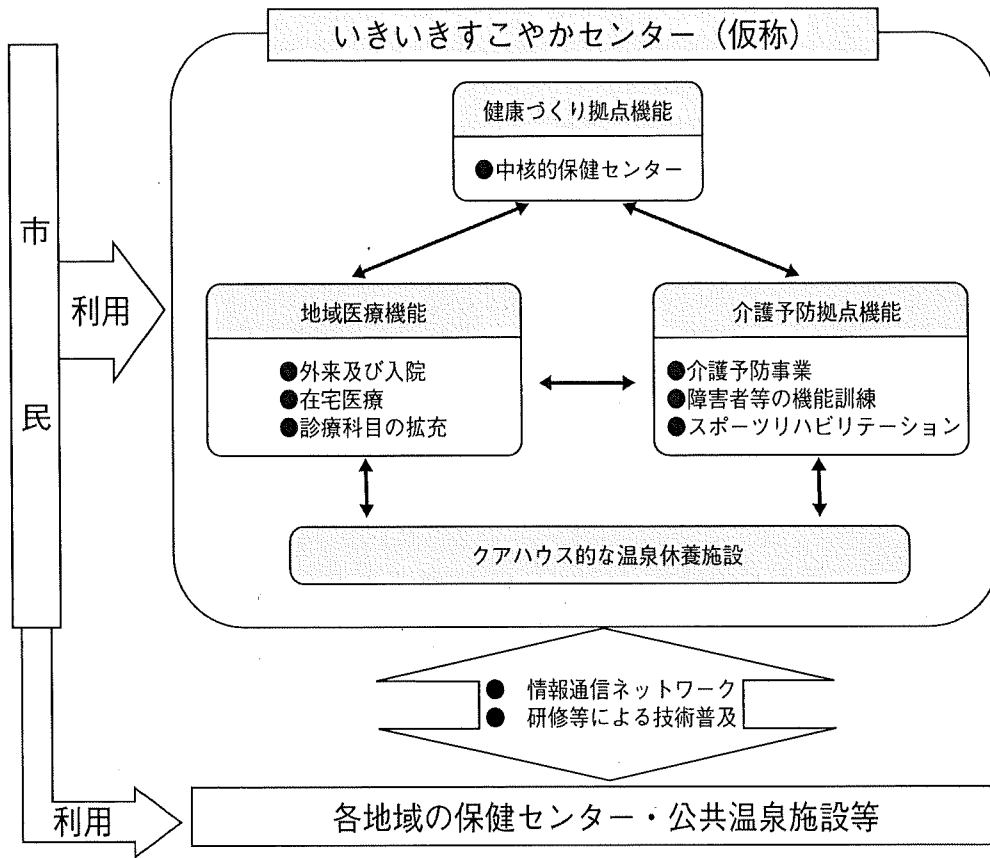 いきいきすこやかセンター（仮称）
健康づくり拠点機能
●中核的保健センター
市民
利用
地域医療機能
●外来及び入院
●在宅医療
●診療科目の拡充
介護予防拠点機能
●介護予防事業
●障害者等の機能訓練
●スポーツリハビリテーション
クアハウス的な温泉休養施設
● 情報通信ネットワーク
● 研修等による技術普及
利用
各地域の保健センター・公共温泉施設等